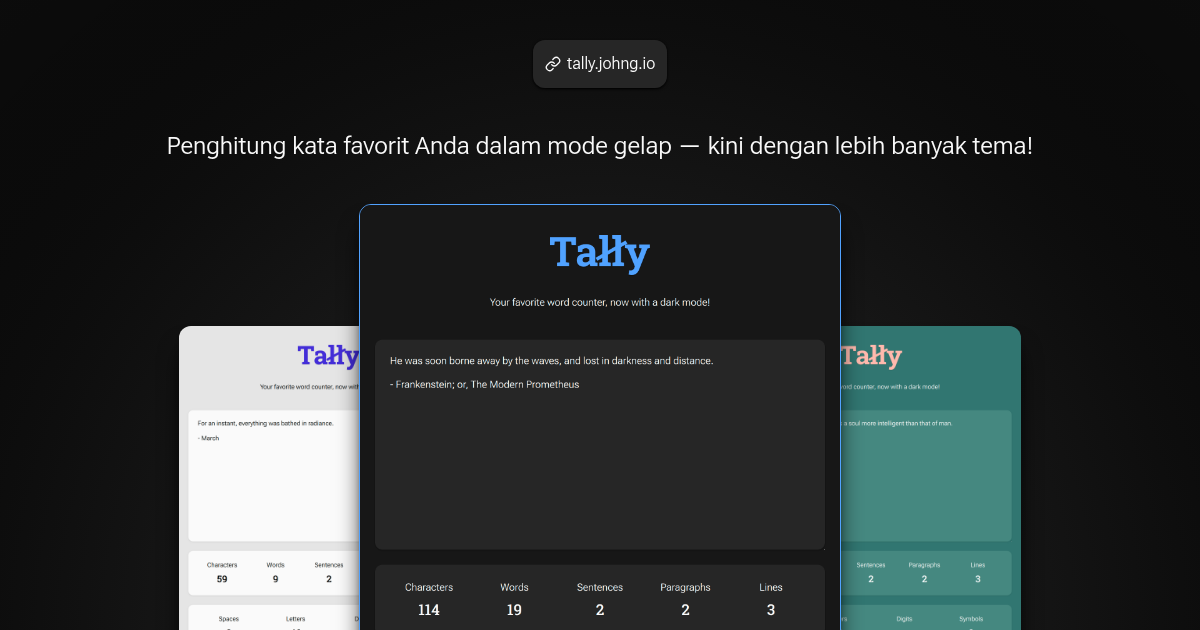 tally.johng.io
Penghitung kata favorit Anda dalam mode gelap — kini dengan lebih banyak tema!
Tally
Your favorite word counter, now with a dark mode!
He was soon borne away by the waves, and lost in darkness and distance.
- Frankenstein; or, The Modern Prometheus
Characters Words Sentences Paragraphs Lines
114 19 2 2 3
Tally
Your favorite word counter, now
For an instant, everything was bathed in radiance.
- March
Characters Words Sentences
59 9 2
Spaces Letters
Tally
word counter, now with a dark mode!
a soul more intelligent than that of man.
Sentences Paragraphs Lines
2 2 3
Digits Symbols